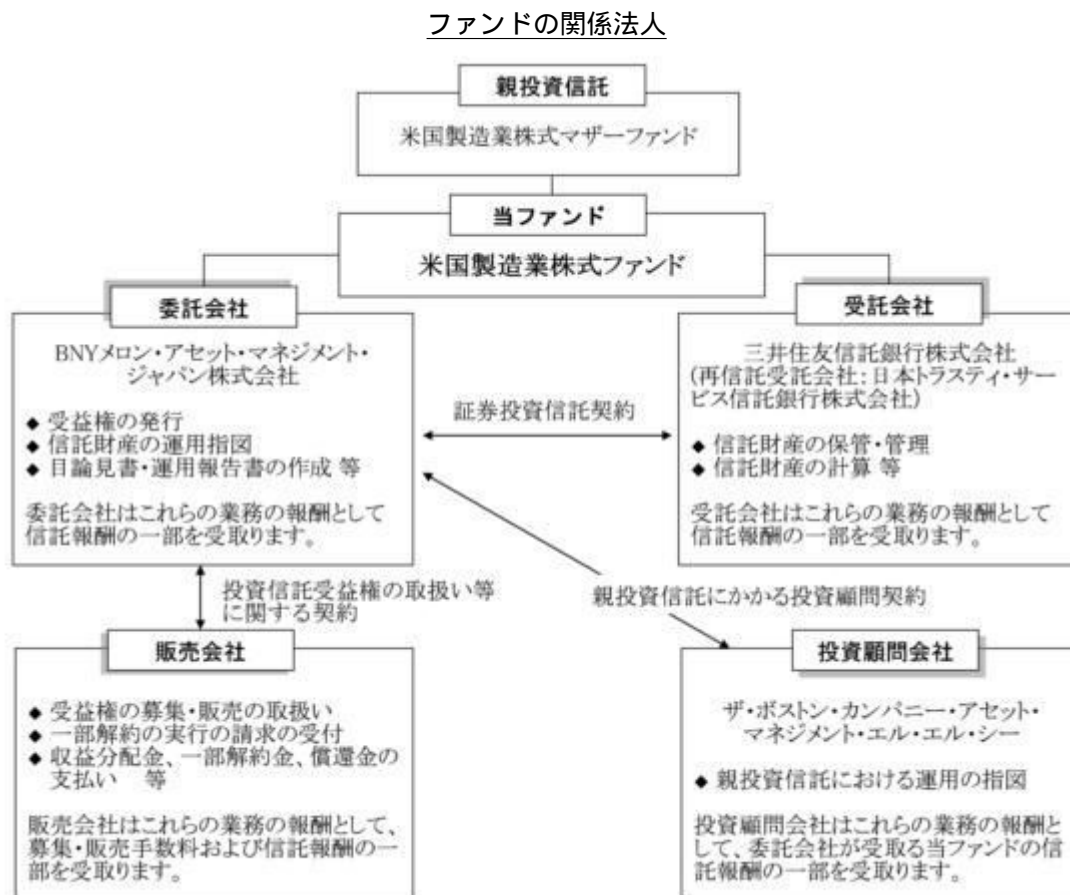 ファンドの関係法人
親投資信託
米国製造業株式マザーファンド
当ファンド
米国製造業株式ファンド
委託会社
BNYメロン・アセット・マネジメント・
ジャパン株式会社
◆ 受益権の発行
◆ 信託財産の運用指図
◆ 目論見書・運用報告書の作成 等
委託会社はこれらの業務の報酬として
信託報酬の一部を受取ります。
証券投資信託契約
受託会社
三井住友信託銀行株式会社
(再信託受託会社:日本トラスティ・サー
ビス信託銀行株式会社)
◆ 信託財産の保管・管理
◆ 信託財産の計算 等
受託会社はこれらの業務の報酬として
信託報酬の一部を受取ります。
投資信託受益権の取扱い等
に関する契約
親投資信託にかかる投資顧問契約
販売会社
◆ 受益権の募集・販売の取扱い
◆ 一部解約の実行の請求の受付
◆ 収益分配金、一部解約金、償還金の
支払い 等
販売会社はこれらの業務の報酬として、
募集・販売手数料および信託報酬の一
部を受取ります。
投資顧問会社
ザ・ボストン・カンパニー・アセット・
マネジメント・エル・エル・シー
◆ 親投資信託における運用の指図
投資顧問会社はこれらの業務の報酬と
して、委託会社が受取る当ファンドの信
託報酬の一部を受取ります。